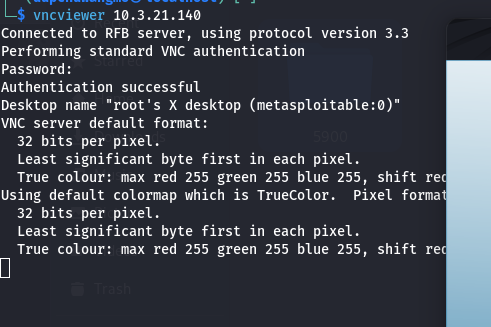 $ vncviewer 10.3.21.140
Connected to RFB server, using protocol version 3.3
Performing standard VNC authentication
Password:
Authentication successful
Desktop name "root's X desktop (metasploitable:0)"
VNC server default format:
32 bits per pixel.
Least significant byte first in each pixel.
True colour: max red 255 green 255 blue 255, shift red
Using default colormap which is TrueColor.  Pixel format
32 bits per pixel.
Least significant byte first in each pixel.
True colour: max red 255 green 255 blue 255, shift red
Starred
5900
Trash